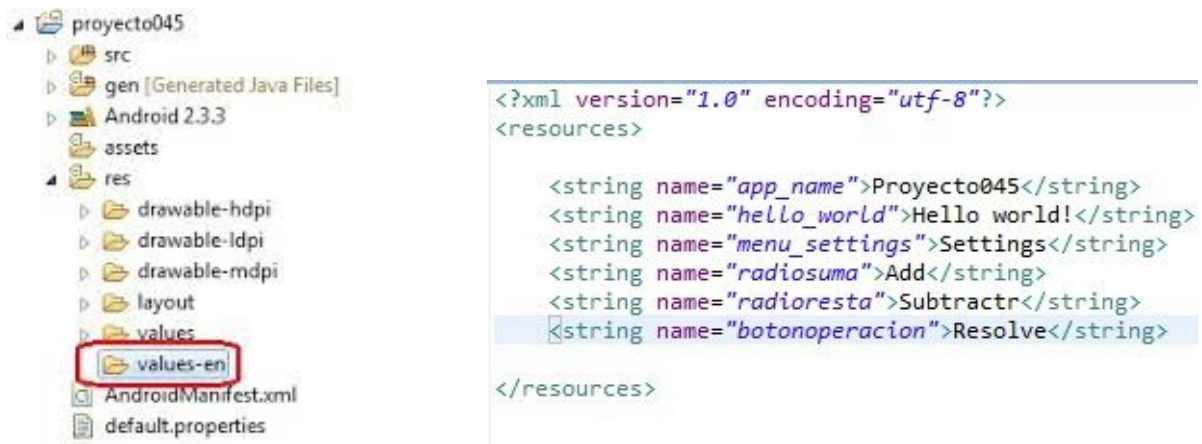 proyecto045
src
gen [Generated Java Files]
Android 2.3.3
assets
res
drawable-hdpi
drawable-ldpi
drawable-mdpi
layout
values
values-en
AndroidManifest.xml
default.properties
<?xml version="1.0" encoding="utf-8"?>
<resources>
<string name="app_name">Proyecto045</string>
<string name="hello_world">Hello world!</string>
<string name="menu_settings">Settings</string>
<string name="radiosuma">Add</string>
<string name="radioresta">Subtractr</string>
<string name="botonoperacion">Resolve</string>
</resources>